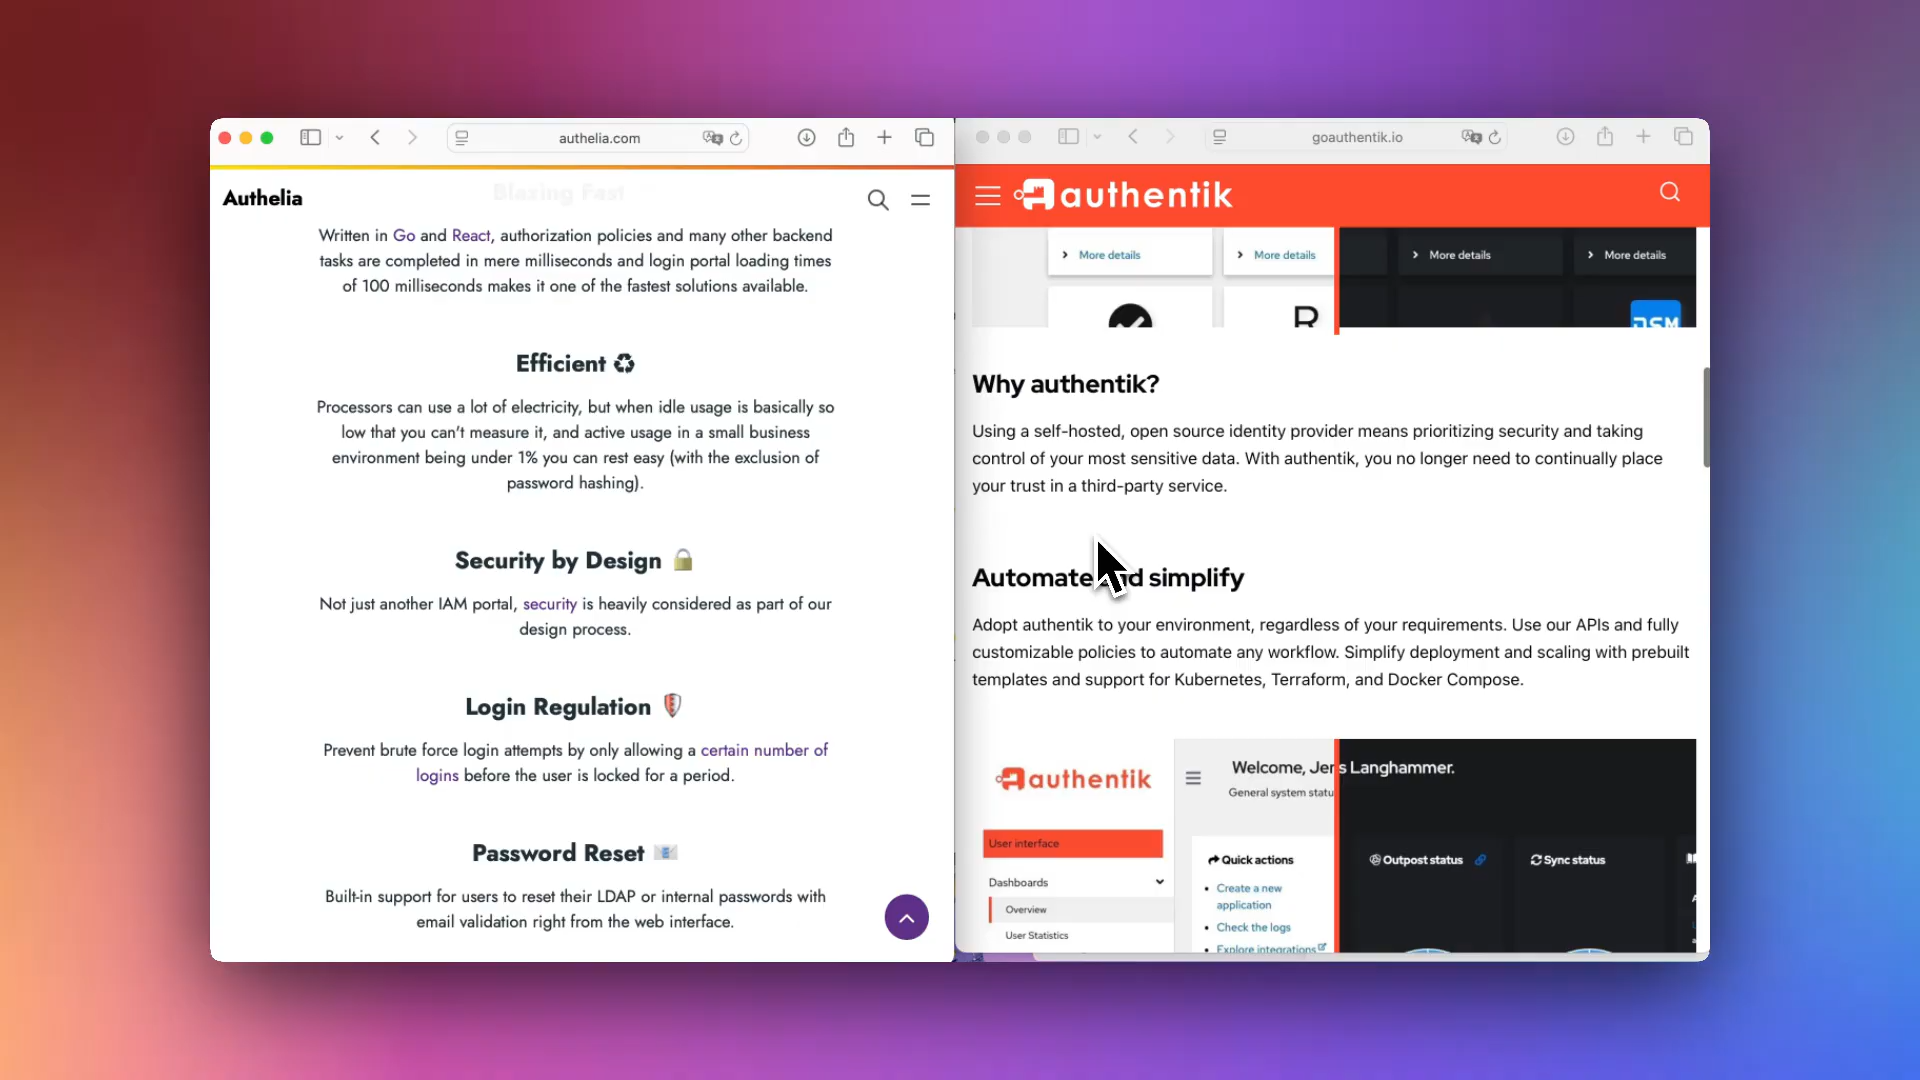 authelia.com
Authelia
Blazing Fast
Written in Go and React, authorization policies and many other backend
tasks are completed in mere milliseconds and login portal loading times
of 100 milliseconds makes it one of the fastest solutions available.
Efficient
Processors can use a lot of electricity, but when idle usage is basically so
low that you can't measure it, and active usage in a small business
environment being under 1% you can rest easy (with the exclusion of
password hashing).
Security by Design
Not just another IAM portal, security is heavily considered as part of our
design process.
Login Regulation
Prevent brute force login attempts by only allowing a certain number of
logins before the user is locked for a period.
Password Reset
Built-in support for users to reset their LDAP or internal passwords with
email validation right from the web interface.
goauthentik.io
authentik
More details
More details
More details
More details
R
DSM
Why authentik?
Using a self-hosted, open source identity provider means prioritizing security and taking
control of your most sensitive data. With authentik, you no longer need to continually place
your trust in a third-party service.
Automate and simplify
Adopt authentik to your environment, regardless of your requirements. Use our APIs and fully
customizable policies to automate any workflow. Simplify deployment and scaling with prebuilt
templates and support for Kubernetes, Terraform, and Docker Compose.
authentik
User interface
Dashboards
Overview
User Statistics
Welcome, Jens Langhammer.
General system statu
Quick actions
Create a new
application
Check the logs
Explore integrations
Outpost status
Sync status